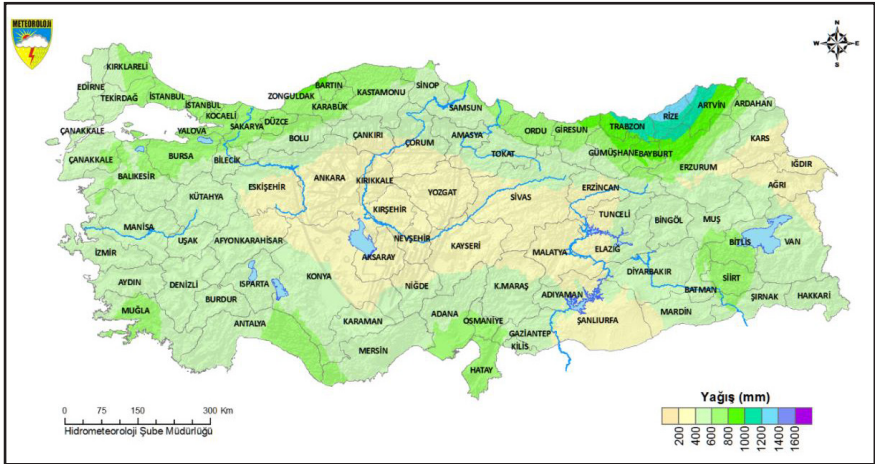 METEOROLOJİ
N
W E
S
KIRKLARELİ
EDİRNE
TEKİRDAĞ
İSTANBUL
İSTANBUL
KOCAELİ
YALOVA
SAKARYA
DÜZCE
ZONGULDAK
BARTIN
KARABÜK
KASTAMONU
SİNOP
SAMSUN
ORDU
GİRESUN
TRABZON
RİZE
ARTVİN
ARDAHAN
KARS
ÇANAKKALE
ÇANAKKALE
BALIKESİR
BURSA
BİLECİK
BOLU
ÇANKIRI
ÇORUM
AMASYA
TOKAT
GÜMÜŞHANE
BAYBURT
ERZURUM
IĞDIR
AĞRI
KÜTAHYA
ESKİŞEHİR
ANKARA
KIRIKKALE
YOZGAT
SİVAS
ERZİNCAN
TUNCELİ
BİNGÖL
MUŞ
MANİSA
UŞAK
AFYONKARAHİSAR
KIRŞEHİR
NEVŞEHİR
KAYSERİ
MALATYA
ELAZIĞ
BİTLİS
VAN
İZMİR
AKSARAY
DİYARBAKIR
SİİRT
AYDIN
DENİZLİ
BURDUR
ISPARTA
KONYA
NİĞDE
K.MARAŞ
ADIYAMAN
BATMAN
ŞIRNAK
HAKKARİ
MUĞLA
ANTALYA
KARAMAN
MERSİN
ADANA
OSMANİYE
GAZİANTEP
KİLİS
ŞANLIURFA
MARDİN
HATAY
0 75 150 300 Km
Hidrometeoroloji Şube Müdürlüğü
Yağış (mm)
200 400 600 800 1000 1200 1400 1600